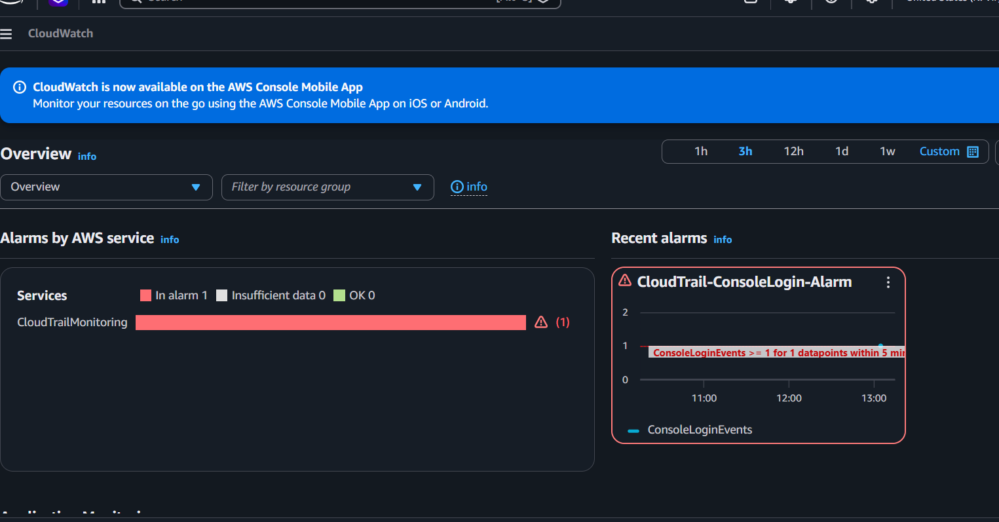 CloudWatch
CloudWatch is now available on the AWS Console Mobile App
Monitor your resources on the go using the AWS Console Mobile App on iOS or Android.
Overview info
1h 3h 12h 1d 1w Custom
Overview
Filter by resource group
info
Alarms by AWS service info
Services
In alarm 1 Insufficient data 0 OK 0
CloudTrailMonitoring
(1)
Recent alarms info
CloudTrail-ConsoleLogin-Alarm
2
1
ConsoleLoginEvents >= 1 for 1 datapoints within 5
0
11:00 12:00 13:00
ConsoleLoginEvents